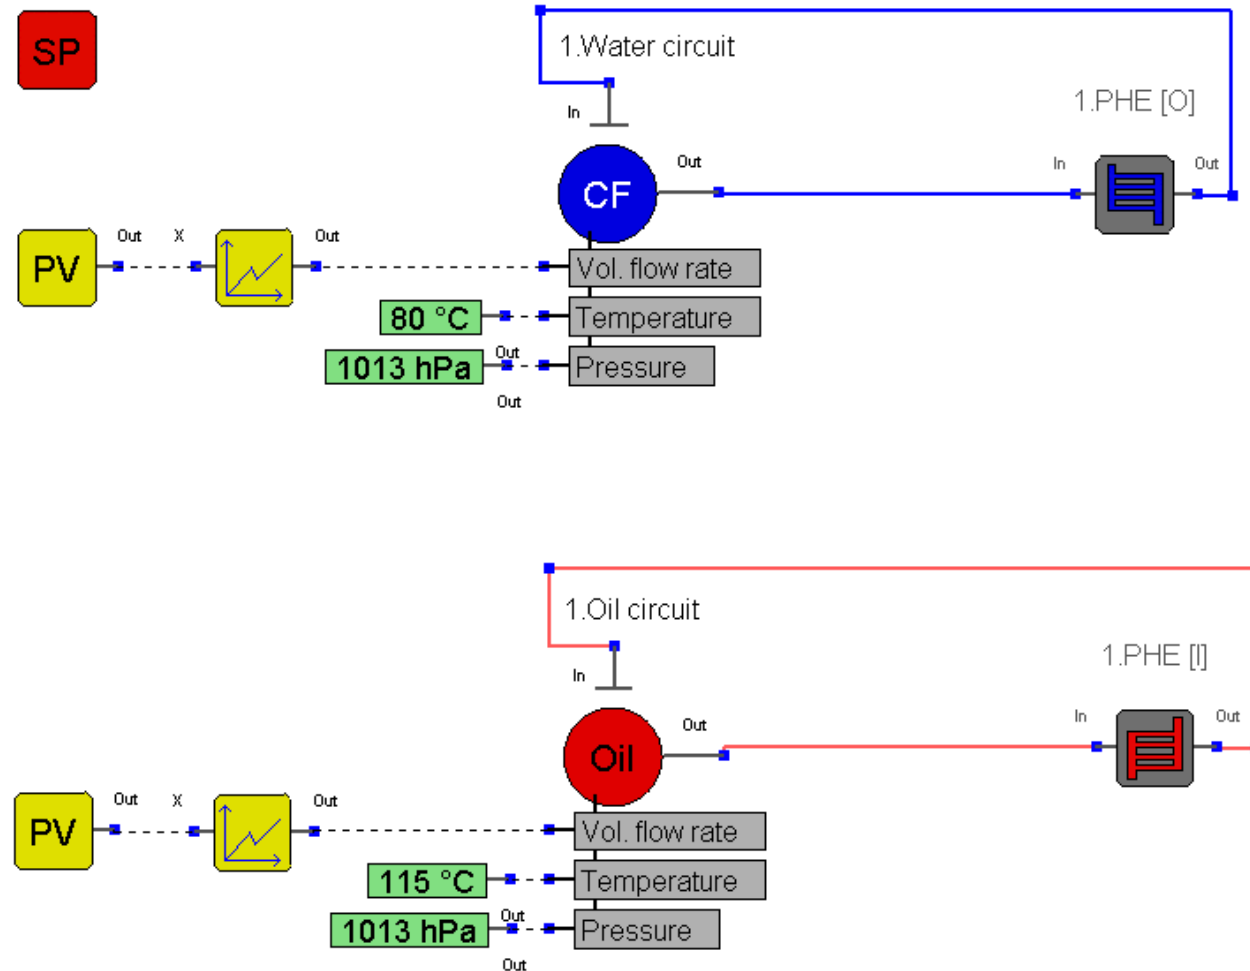 SP
1.Water circuit
1.PHE [O]
In
Out
In
Out
CF
Out
X
Out
PV
Vol. flow rate
80 °C
Temperature
Out
1013 hPa
Pressure
Out
1.Oil circuit
1.PHE [I]
In
Out
In
Out
Oil
Out
X
Out
PV
Vol. flow rate
115 °C
Temperature
Out
1013 hPa
Pressure
Out